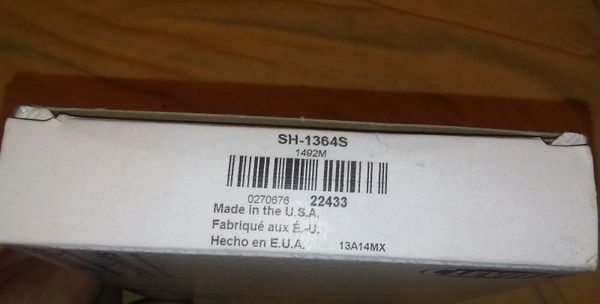 SH-1364S
1492M
0270676 22433
Made in the U.S.A.
Fabriqué aux É.-U.
Hecho en E.U.A. 13A14MX